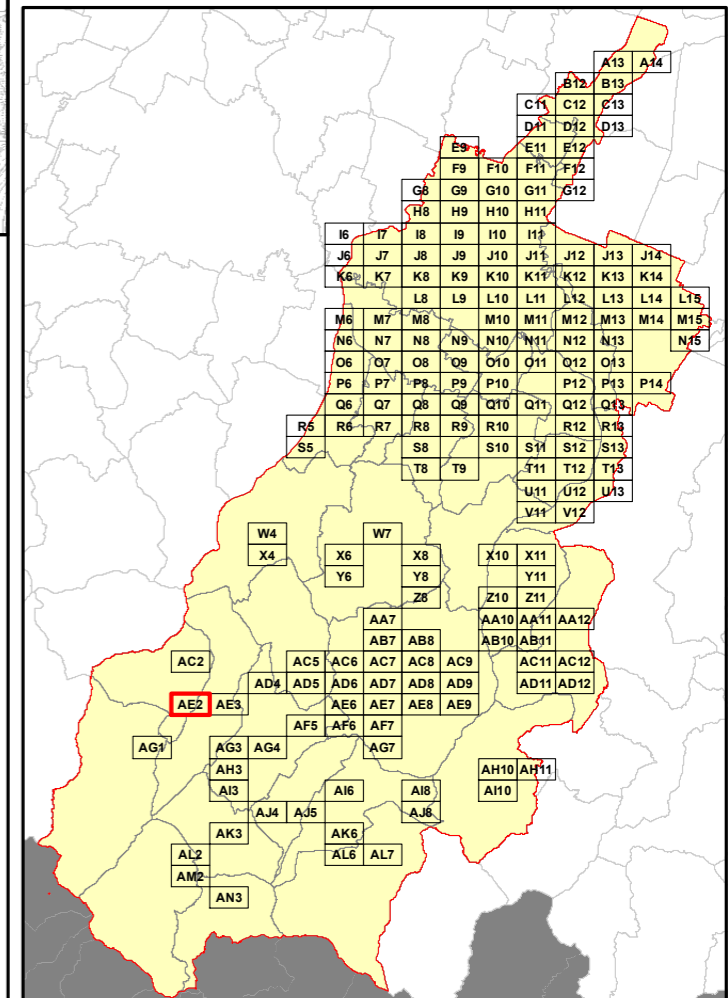 A13 A14
B12 B13
C11 C12 C13
D11 D12 D13
E9 E11 E12
F9 F10 F11 F12
G8 G9 G10 G11 G12
H8 H9 H10 H11
I6 I7 I8 I9 I10 I11
J6 J7 J8 J9 J10 J11 J12 J13 J14
K6 K7 K8 K9 K10 K11 K12 K13 K14
L8 L9 L10 L11 L12 L13 L14 L15
M6 M7 M8 M10 M11 M12 M13 M14 M15
N6 N7 N8 N9 N10 N11 N12 N13 N15
O6 O7 O8 O9 O10 O11 O12 O13
P6 P7 P8 P9 P10 P12 P13 P14
Q6 Q7 Q8 Q9 Q10 Q11 Q12 Q13
R5 R6 R7 R8 R9 R10 R12 R13
S5 S8 S10 S11 S12 S13
T8 T9 T11 T12 T13
U11 U12 U13
V11 V12
W4 W7
X4 X6 X8 X10 X11
Y6 Y8 Y11
Z8 Z10 Z11
AA7 AA10 AA11 AA12
AB7 AB8 AB10 AB11
AC2 AC5 AC6 AC7 AC8 AC9 AC11 AC12
AD4 AD5 AD6 AD7 AD8 AD9 AD11 AD12
AE2 AE3 AE6 AE7 AE8 AE9
AF5 AF6 AF7
AG1 AG3 AG4 AG7
AH3 AH10 AH11
AI3 AI6 AI8 AI10
AJ4 AJ5 AJ8
AK3 AK6
AL2 AL6 AL7
AM2
AN3